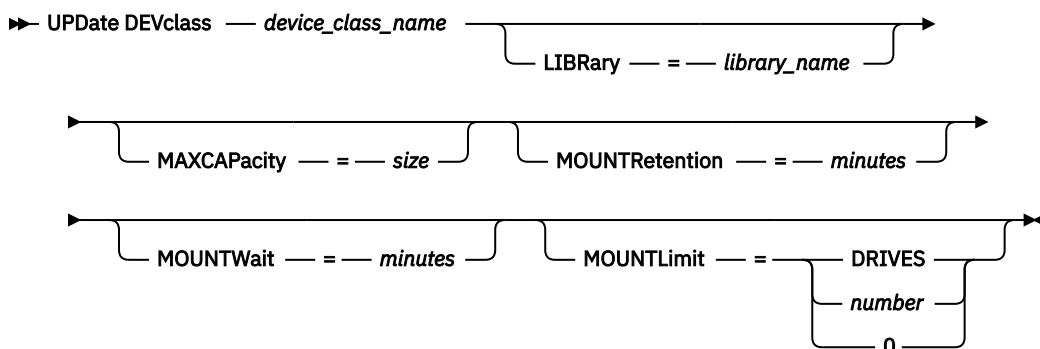 UPDate DEVclass device_class_name
LIBRary = library_name
MAXCAPacity = size MOUNTRetention = minutes
MOUNTWait = minutes MOUNTLimit = DRIVES
number
0